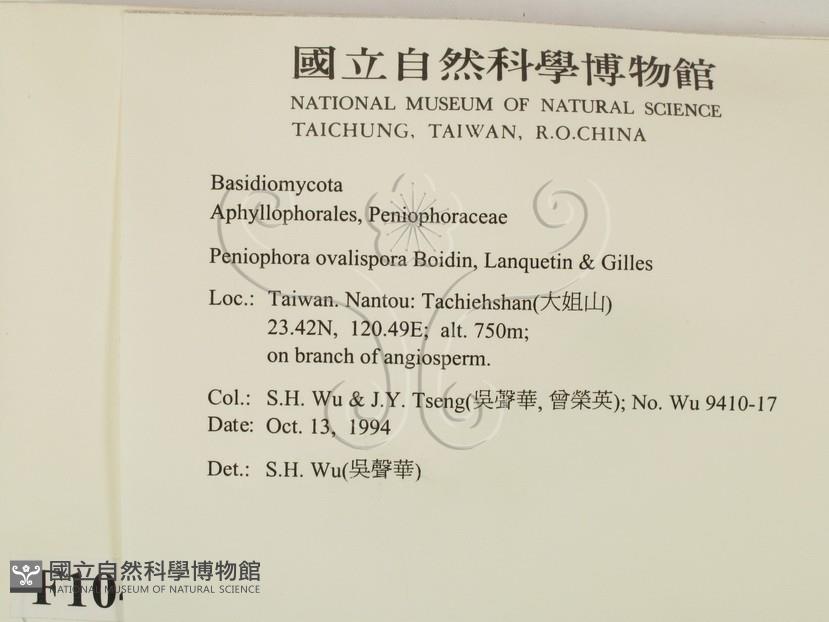 國立自然科學博物館
NATIONAL MUSEUM OF NATURAL SCIENCE
TAICHUNG, TAIWAN, R.O.CHINA
Basidiomycota
Aphyllophorales, Peniophoraceae
Peniophora ovalispora Boidin, Lanquetin & Gilles
Loc.: Taiwan. Nantou: Tachiehshan(大姐山)
23.42N, 120.49E; alt. 750m;
on branch of angiosperm.
Col.: S.H. Wu & J.Y. Tseng(吳聲華, 曾榮英); No. Wu 9410-17
Date: Oct. 13, 1994
Det.: S.H. Wu(吳聲華)
國立自然科學博物館
NATIONAL MUSEUM OF NATURAL SCIENCE
F10